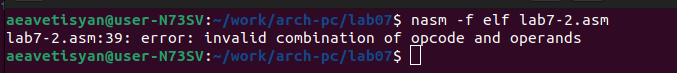 aeavetisyan@user-N73SV:~/work/arch-pc/lab07$ nasm -f elf lab7-2.asm
lab7-2.asm:39: error: invalid combination of opcode and operands
aeavetisyan@user-N73SV:~/work/arch-pc/lab07$